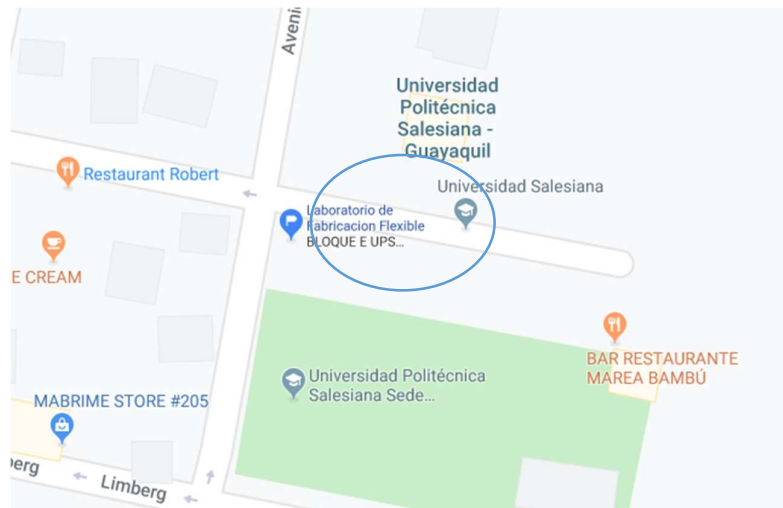 Aveni
Universidad
Politécnica
Salesiana -
Guayaquil
Restaurant Robert
Universidad Salesiana
Laboratorio de
Fabricacion Flexible
BLOQUE E UPS...
E CREAM
BAR RESTAURANTE
MAREA BAMBÚ
Universidad Politécnica
Salesiana Sede...
MABRIME STORE #205
berg
Limberg